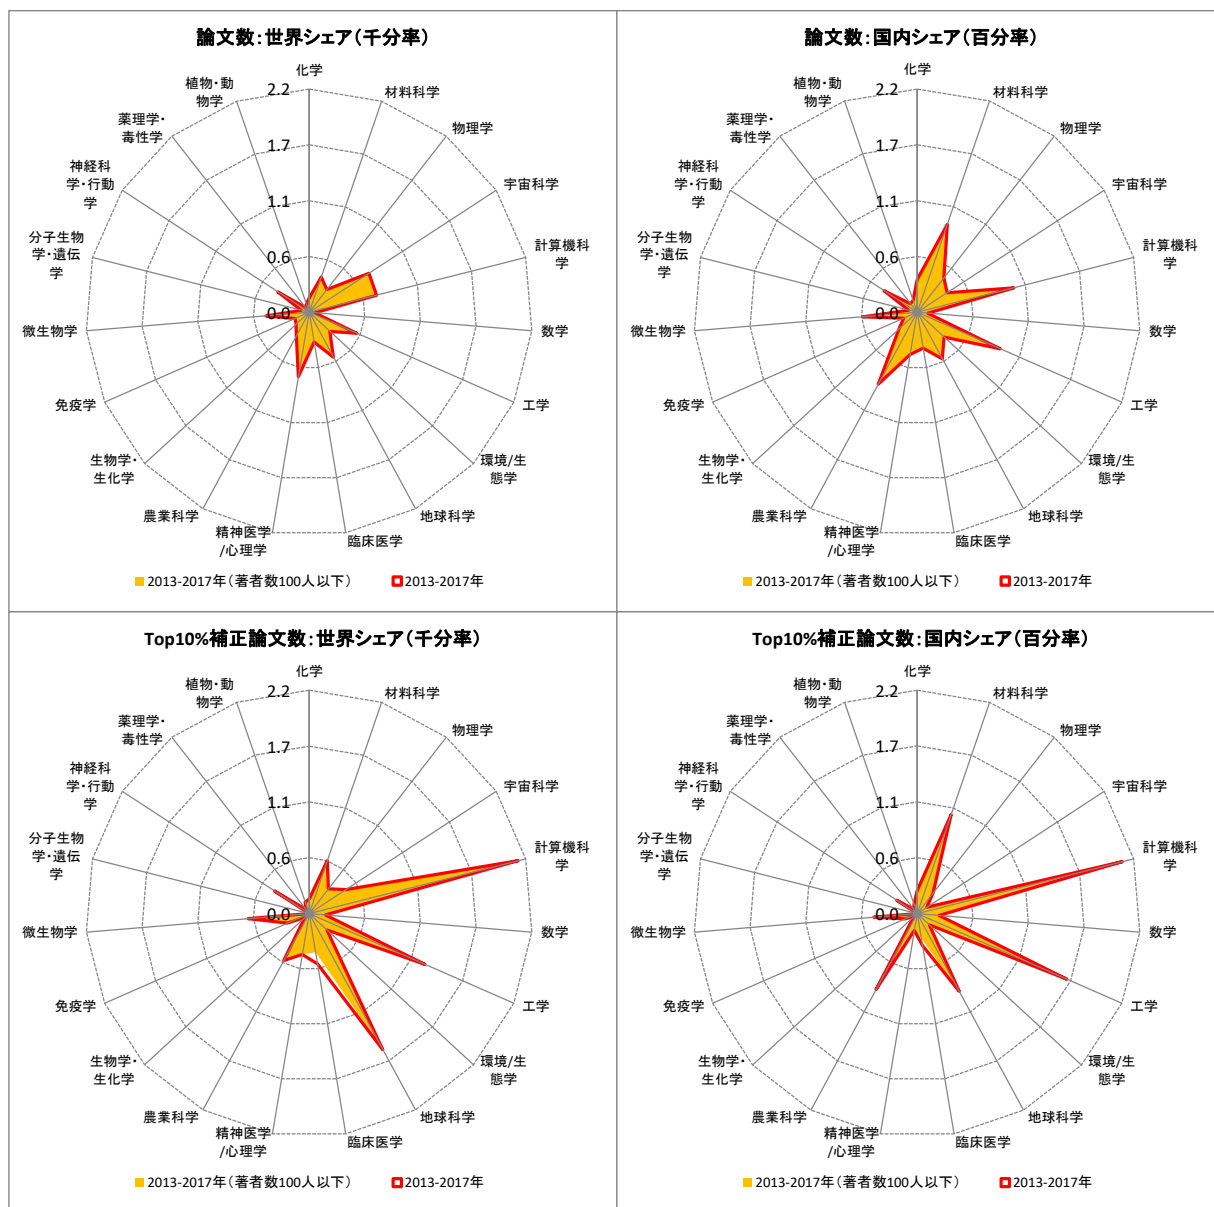 論文数:世界シェア(千分率)
化学
材料科学
物理学
宇宙科学
計算機科
学
数学
工学
環境/生
態学
地球科学
臨床医学
精神医学
/心理学
農業科学
生物学・
生化学
免疫学
微生物学
分子生物
学・遺伝
学
神経科
学・行動
学
薬理学・
毒性学
植物・動
物学
2.2
1.7
1.1
0.6
0.0
2013-2017年(著者数100人以下)
2013-2017年
論文数:国内シェア(百分率)
化学
材料科学
物理学
宇宙科学
計算機科
学
数学
工学
環境/生
態学
地球科学
臨床医学
精神医学
/心理学
農業科学
生物学・
生化学
免疫学
微生物学
分子生物
学・遺伝
学
神経科
学・行動
学
薬理学・
毒性学
植物・動
物学
2.2
1.7
1.1
0.6
0.0
2013-2017年(著者数100人以下)
2013-2017年
Top10%補正論文数:世界シェア(千分率)
化学
材料科学
物理学
宇宙科学
計算機科
学
数学
工学
環境/生
態学
地球科学
臨床医学
精神医学
/心理学
農業科学
生物学・
生化学
免疫学
微生物学
分子生物
学・遺伝
学
神経科
学・行動
学
薬理学・
毒性学
植物・動
物学
2.2
1.7
1.1
0.6
0.0
2013-2017年(著者数100人以下)
2013-2017年
Top10%補正論文数:国内シェア(百分率)
化学
材料科学
物理学
宇宙科学
計算機科
学
数学
工学
環境/生
態学
地球科学
臨床医学
精神医学
/心理学
農業科学
生物学・
生化学
免疫学
微生物学
分子生物
学・遺伝
学
神経科
学・行動
学
薬理学・
毒性学
植物・動
物学
2.2
1.7
1.1
0.6
0.0
2013-2017年(著者数100人以下)
2013-2017年